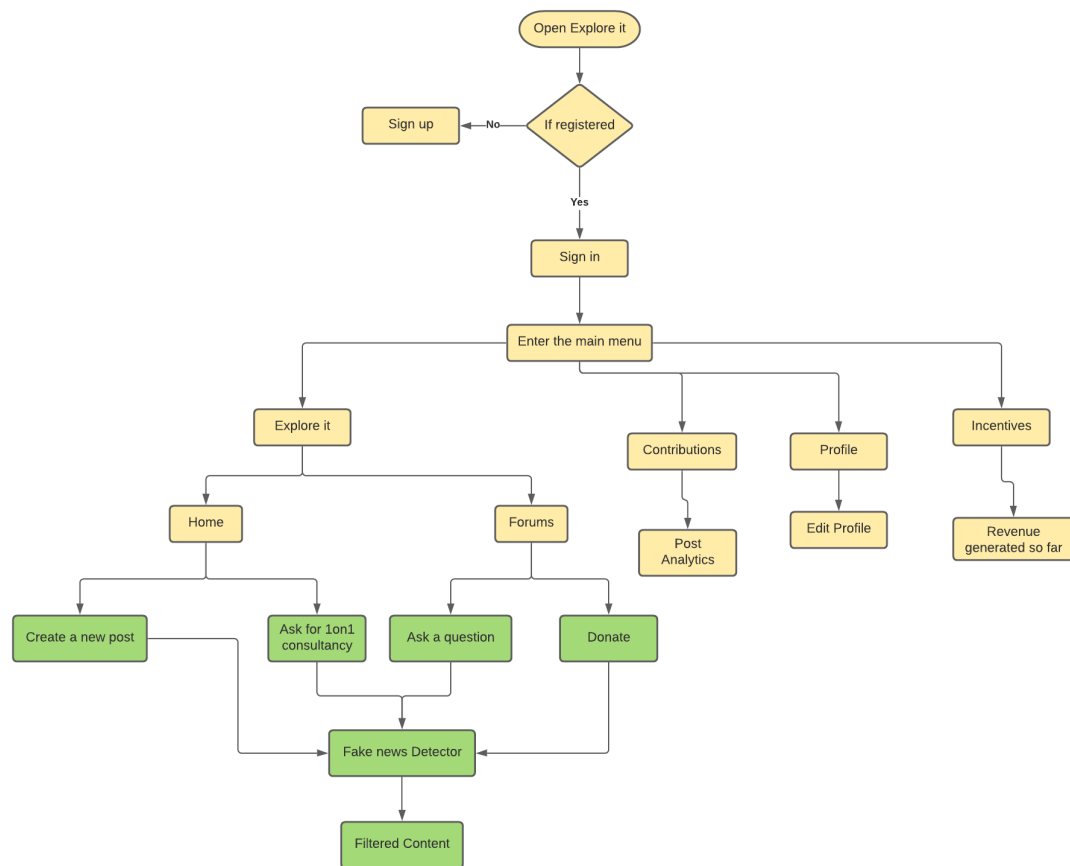 Open Explore it
If registered
No
Sign up
Yes
Sign in
Enter the main menu
Explore it
Contributions
Profile
Incentives
Home
Forums
Post
Analytics
Edit Profile
Revenue
generated so far
Create a new post
Ask for 1on1
consultancy
Ask a question
Donate
Fake news Detector
Filtered Content